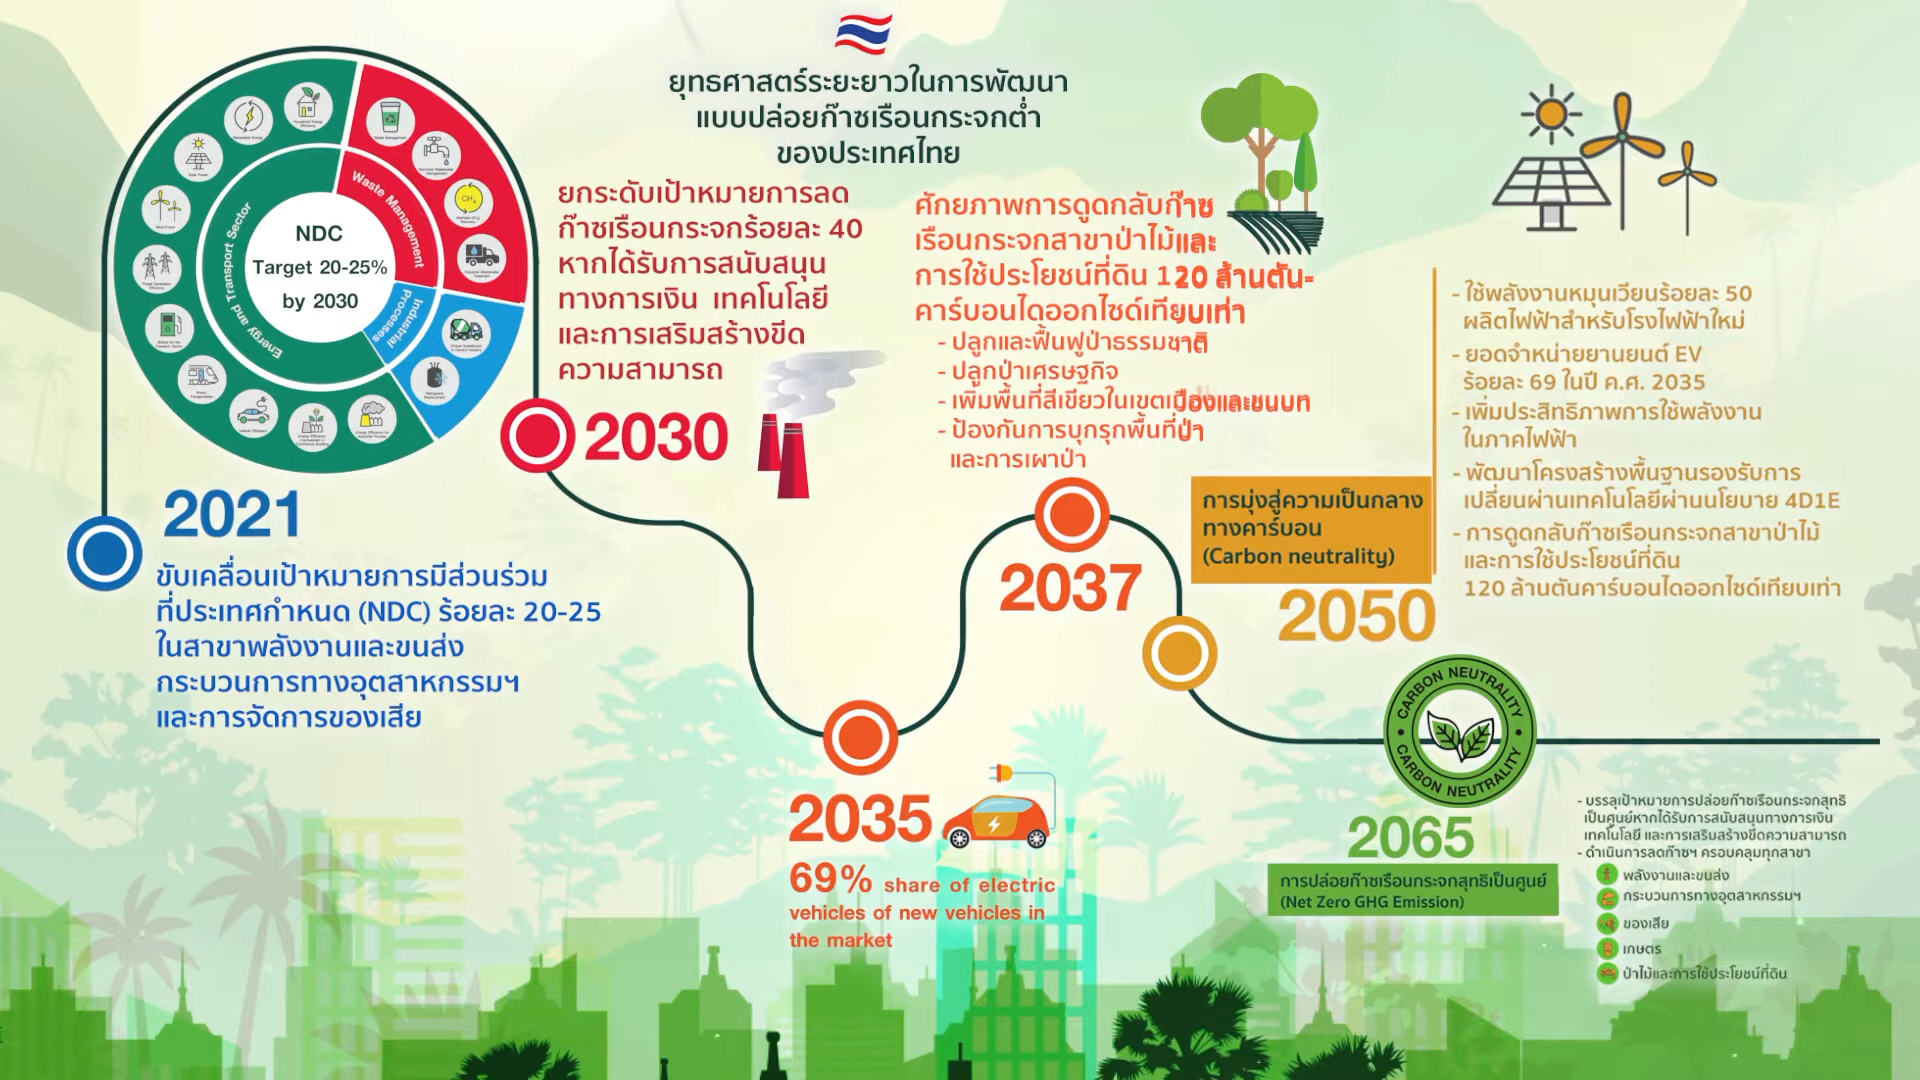 ยุทธศาสตร์ระยะยาวในการพัฒนา
แบบปล่อยก๊าซเรือนกระจกต่ำ
ของประเทศไทย
NDC
Target 20-25%
by 2030
Energy and Transport Sector
Waste Management
Industrial
Processes
CH₄
2021
ขับเคลื่อนเป้าหมายการมีส่วนร่วม
ที่ประเทศกำหนด (NDC) ร้อยละ 20-25
ในสาขาพลังงานและขนส่ง
กระบวนการทางอุตสาหกรรมฯ
และการจัดการของเสีย
ยกระดับเป้าหมายการลด
ก๊าซเรือนกระจกร้อยละ 40
หากได้รับการสนับสนุน
ทางการเงิน เทคโนโลยี
และการเสริมสร้างขีด
ความสามารถ
2030
2035
69% share of electric
vehicles of new vehicles in
the market
ศักยภาพการดูดกลับก๊าซ
เรือนกระจกสาขาป่าไม้และ
การใช้ประโยชน์ที่ดิน 120 ล้านตัน-
คาร์บอนไดออกไซด์เทียบเท่า
- ปลูกและฟื้นฟูป่าธรรมชาติ
- ปลูกป่าเศรษฐกิจ
- เพิ่มพื้นที่สีเขียวในเขตเมืองและชนบท
- ป้องกันการบุกรุกพื้นที่ป่า
และการเผาป่า
2037
การมุ่งสู่ความเป็นกลาง
ทางคาร์บอน
(Carbon neutrality)
2050
- ใช้พลังงานหมุนเวียนร้อยละ 50
ผลิตไฟฟ้าสำหรับโรงไฟฟ้าใหม่
- ยอดจำหน่ายยานยนต์ EV
ร้อยละ 69 ในปี ค.ศ. 2035
- เพิ่มประสิทธิภาพการใช้พลังงาน
ในภาคไฟฟ้า
- พัฒนาโครงสร้างพื้นฐานรองรับการ
เปลี่ยนผ่านเทคโนโลยีผ่านนโยบาย 4D1E
- การดูดกลับก๊าซเรือนกระจกสาขาป่าไม้
และการใช้ประโยชน์ที่ดิน
120 ล้านตันคาร์บอนไดออกไซด์เทียบเท่า
CARBON NEUTRALITY
CARBON NEUTRALITY
2065
การปล่อยก๊าซเรือนกระจกสุทธิเป็นศูนย์
(Net Zero GHG Emission)
- บรรลุเป้าหมายการปล่อยก๊าซเรือนกระจกสุทธิ
เป็นศูนย์หากได้รับการสนับสนุนทางการเงิน
เทคโนโลยี และการเสริมสร้างขีดความสามารถ
- ดำเนินการลดก๊าซฯ ครอบคลุมทุกสาขา
พลังงานและขนส่ง
กระบวนการทางอุตสาหกรรมฯ
ของเสีย
เกษตร
ป่าไม้และการใช้ประโยชน์ที่ดิน